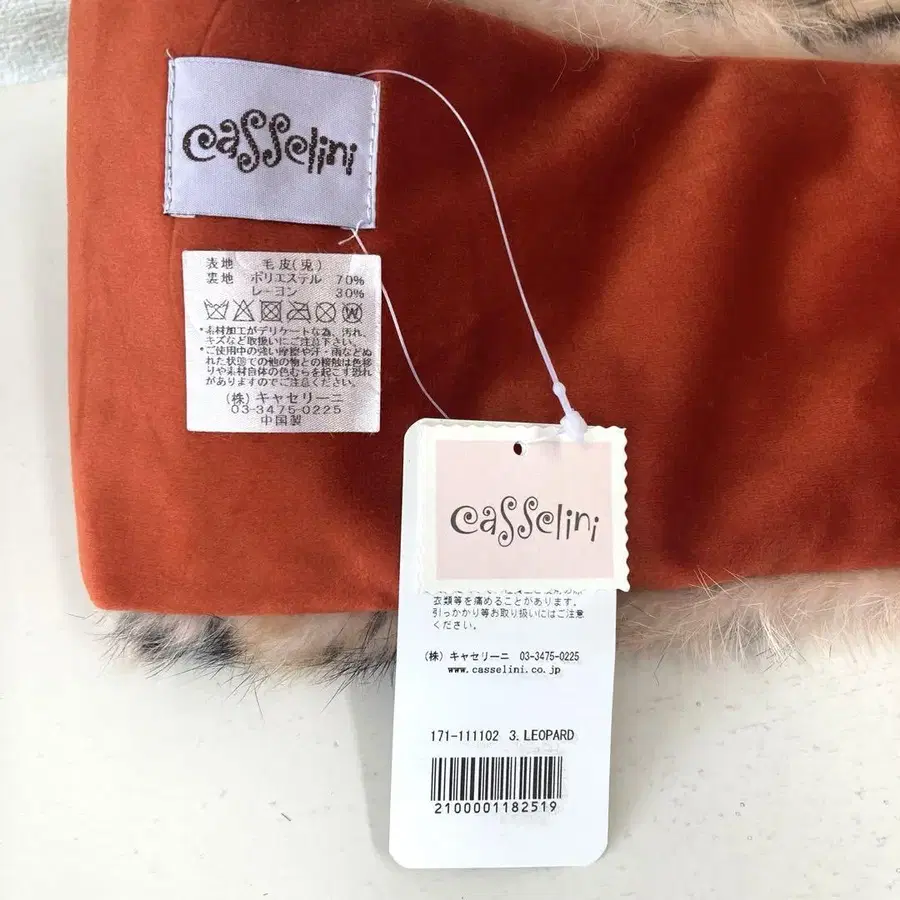 casselini
表地 毛皮(兎)
裏地 ポリエステル 70%
レーヨン 30%
W
*素材加工がデリケートな為、汚れ、
キズなど取扱いにご注意下さい。
*ご使用中の強い摩擦や汗・雨などぬ
れた状態での他の物との接触は色移
りや素材自体の色むらを起こす恐れ
がありますのでご注意ください。
(株) キャセリーニ
03-3475-0225
中国製
casselini
衣類等を痛めることがあります。
引っかかり等お取り扱いにはご注意
ください。
(株) キャセリーニ 03-3475-0225
www.casselini.co.jp
171-111102 3.LEOPARD
2100001182519